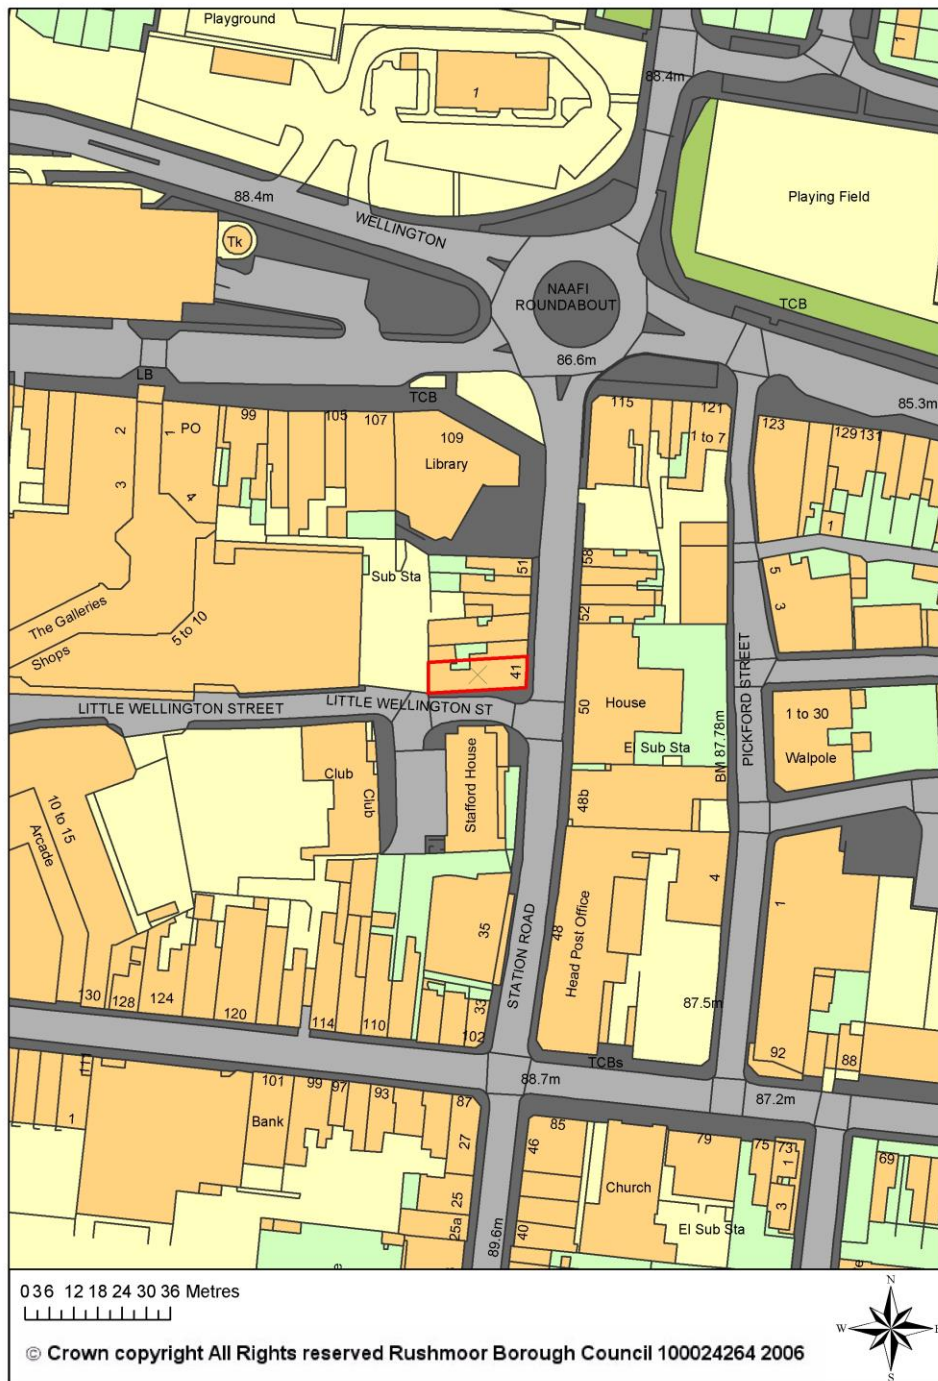 Playground
1
1
88.4m
Playing Field
88.4m
WELLINGTON
Tk
NAAFI
ROUNDABOUT
TCB
86.6m
LB
TCB
85.3m
99
105
107
109
Library
115
121
1 to 7
123
129
131
2
1
PO
3
4
1
51
58
Sub Sta
5
3
52
The Galleries
Shops
5 to 10
41
50
House
El Sub Sta
BM 87.78m
PICKFORD STREET
1 to 30
Walpole
LITTLE WELLINGTON STREET
LITTLE WELLINGTON ST
Club
Club
Stafford House
48b
10 to 15
Arcade
4
1
35
48
Head Post Office
STATION ROAD
87.5m
130
128
124
120
114
110
33
102
TCBs
92
88
88.7m
87.2m
111
1
101
Bank
99
97
93
87
27
25
25a
85
46
40
89.6m
Church
79
75
73
1
3
69
El Sub Sta
0 3 6 12 18 24 30 36 Metres
N
W
E
S
© Crown copyright All Rights reserved Rushmoor Borough Council 100024264 2006